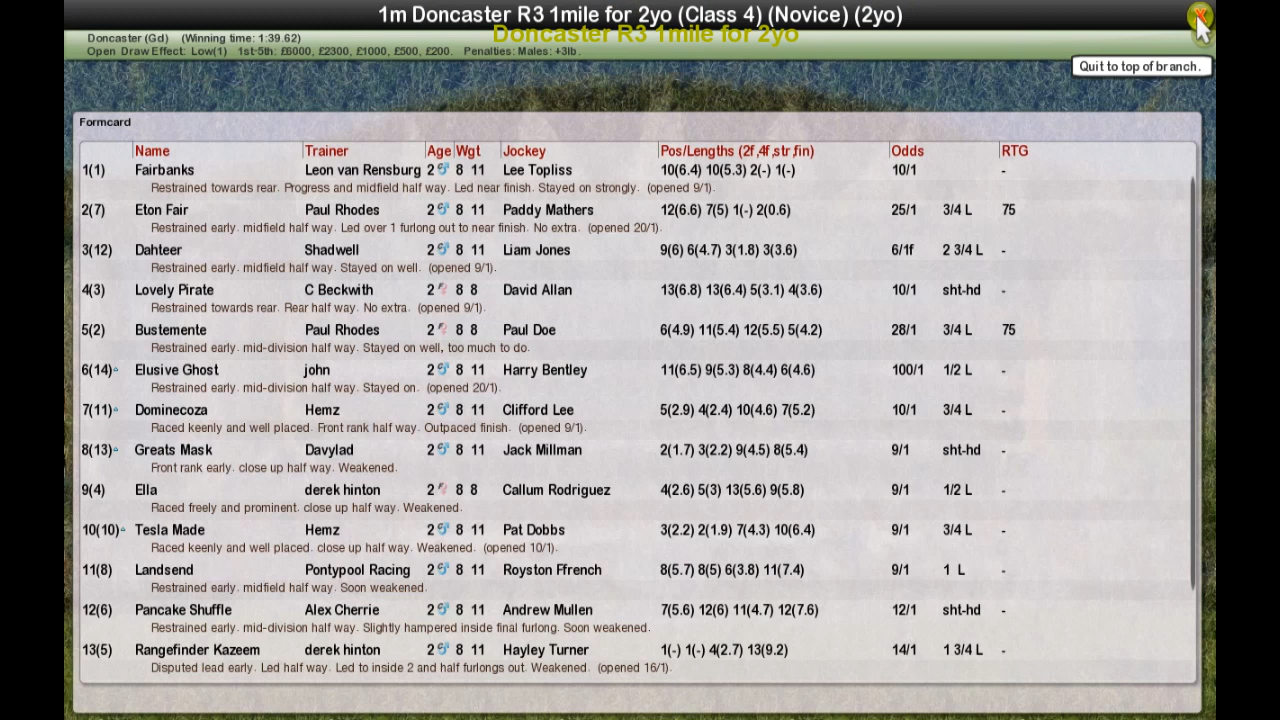 1m Doncaster R3 1mile for 2yo (Class 4) (Novice) (2yo)
Doncaster R3 1mile for 2yo
Doncaster (Gd) (Winning time: 1:39.62)
Open Draw Effect: Low(1) 1st-5th: £6000, £2300, £1000, £500, £200. Penalties: Males: +3lb.
Quit to top of branch.
Formcard
Name Trainer Age Wgt Jockey Pos/Lengths (2f,4f,str,fin) Odds RTG
1(1) Fairbanks Leon van Rensburg 2 8 11 Lee Topliss 10(6.4) 10(5.3) 2(-) 1(-) 10/1 -
Restrained towards rear. Progress and midfield half way. Led near finish. Stayed on strongly. (opened 9/1).
2(7) Eton Fair Paul Rhodes 2 8 11 Paddy Mathers 12(6.6) 7(5) 1(-) 2(0.6) 25/1 3/4 L 75
Restrained early. midfield half way. Led over 1 furlong out to near finish. No extra. (opened 20/1).
3(12) Dahteer Shadwell 2 8 11 Liam Jones 9(6) 6(4.7) 3(1.8) 3(3.6) 6/1f 2 3/4 L -
Restrained early. midfield half way. Stayed on well. (opened 9/1).
4(3) Lovely Pirate C Beckwith 2 8 8 David Allan 13(6.8) 13(6.4) 5(3.1) 4(3.6) 10/1 sht-hd -
Restrained towards rear. Rear half way. No extra. (opened 9/1).
5(2) Bustemente Paul Rhodes 2 8 8 Paul Doe 6(4.9) 11(5.4) 12(5.5) 5(4.2) 28/1 3/4 L 75
Restrained early. mid-division half way. Stayed on well, too much to do.
6(14) Elusive Ghost john 2 8 11 Harry Bentley 11(6.5) 9(5.3) 8(4.4) 6(4.6) 100/1 1/2 L -
Restrained early. mid-division half way. Stayed on. (opened 20/1).
7(11) Dominecoza Hemz 2 8 11 Clifford Lee 5(2.9) 4(2.4) 10(4.6) 7(5.2) 10/1 3/4 L -
Raced keenly and well placed. Front rank half way. Outpaced finish. (opened 9/1).
8(13) Greats Mask Davylad 2 8 11 Jack Millman 2(1.7) 3(2.2) 9(4.5) 8(5.4) 9/1 sht-hd -
Front rank early. close up half way. Weakened.
9(4) Ella derek hinton 2 8 8 Callum Rodriguez 4(2.6) 5(3) 13(5.6) 9(5.8) 9/1 1/2 L -
Raced freely and prominent. close up half way. Weakened.
10(10) Tesla Made Hemz 2 8 11 Pat Dobbs 3(2.2) 2(1.9) 7(4.3) 10(6.4) 9/1 3/4 L -
Raced keenly and well placed. close up half way. Weakened. (opened 10/1).
11(8) Landsend Pontypool Racing 2 8 11 Royston Ffrench 8(5.7) 8(5) 6(3.8) 11(7.4) 9/1 1 L -
Restrained early. midfield half way. Soon weakened.
12(6) Pancake Shuffle Alex Cherrie 2 8 11 Andrew Mullen 7(5.6) 12(6) 11(4.7) 12(7.6) 12/1 sht-hd -
Restrained early. mid-division half way. Slightly hampered inside final furlong. Soon weakened.
13(5) Rangefinder Kazeem derek hinton 2 8 11 Hayley Turner 1(-) 1(-) 4(2.7) 13(9.2) 14/1 1 3/4 L -
Disputed lead early. Led half way. Led to inside 2 and half furlongs out. Weakened. (opened 16/1).